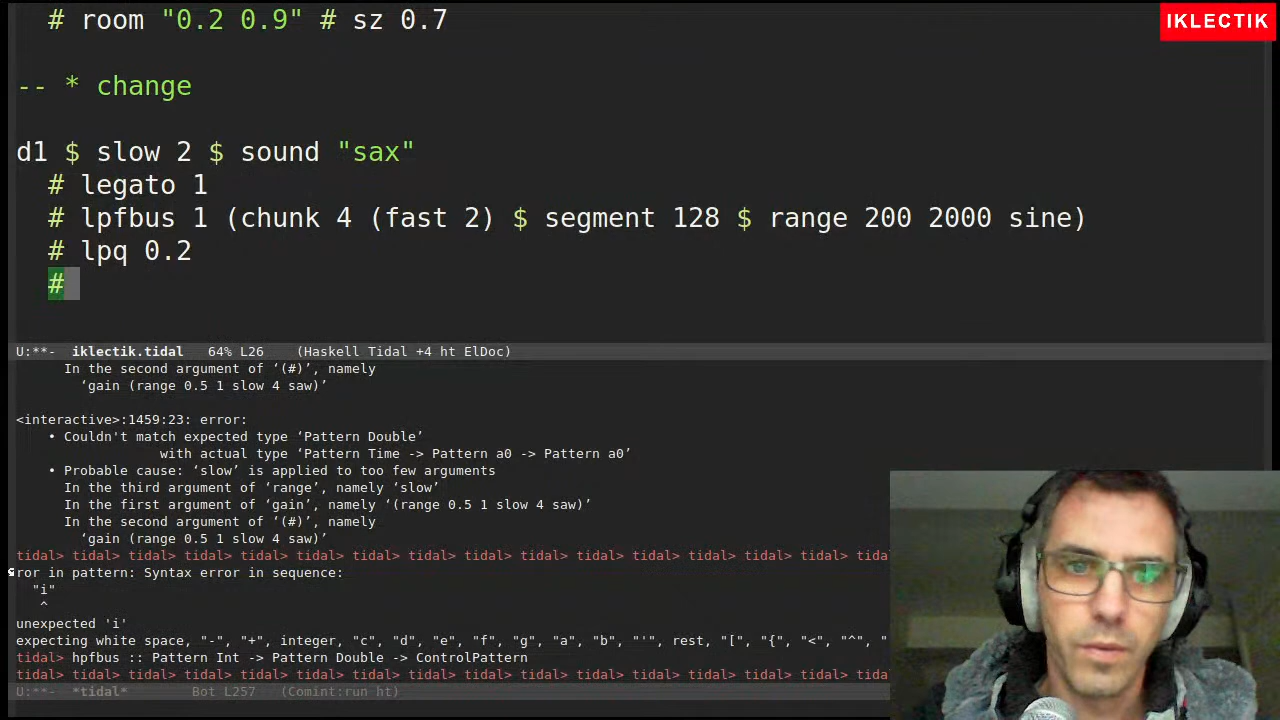 # room "0.2 0.9" # sz 0.7
IKLECTIK
-- * change
d1 $ slow 2 $ sound "sax"
# legato 1
# lpfbus 1 (chunk 4 (fast 2) $ segment 128 $ range 200 2000 sine)
# lpq 0.2
#
U:**-  iklectik.tidal   64% L26    (Haskell Tidal +4 ht ElDoc)
In the second argument of ‘(#)’, namely
‘gain (range 0.5 1 slow 4 saw)’
<interactive>:1459:23: error:
• Couldn't match expected type ‘Pattern Double’
with actual type ‘Pattern Time -> Pattern a0 -> Pattern a0’
• Probable cause: ‘slow’ is applied to too few arguments
In the third argument of ‘range’, namely ‘slow’
In the first argument of ‘gain’, namely ‘(range 0.5 1 slow 4 saw)’
In the second argument of ‘(#)’, namely
‘gain (range 0.5 1 slow 4 saw)’
tidal> tidal> tidal> tidal> tidal> tidal> tidal> tidal> tidal> tidal> tidal> tidal> tidal> tidal> tidal> tidal
ror in pattern: Syntax error in sequence:
"i"
^
unexpected 'i'
expecting white space, "-", "+", integer, "c", "d", "e", "f", "g", "a", "b", "'", rest, "[", "{", "<", "^", "
tidal> hpfbus :: Pattern Int -> Pattern Double -> ControlPattern
tidal> tidal> tidal> tidal> tidal> tidal> tidal> tidal> tidal> tidal> tidal> tidal> tidal> tidal> tidal> tidal
U:**-  *tidal*        Bot L257   (Comint:run ht)